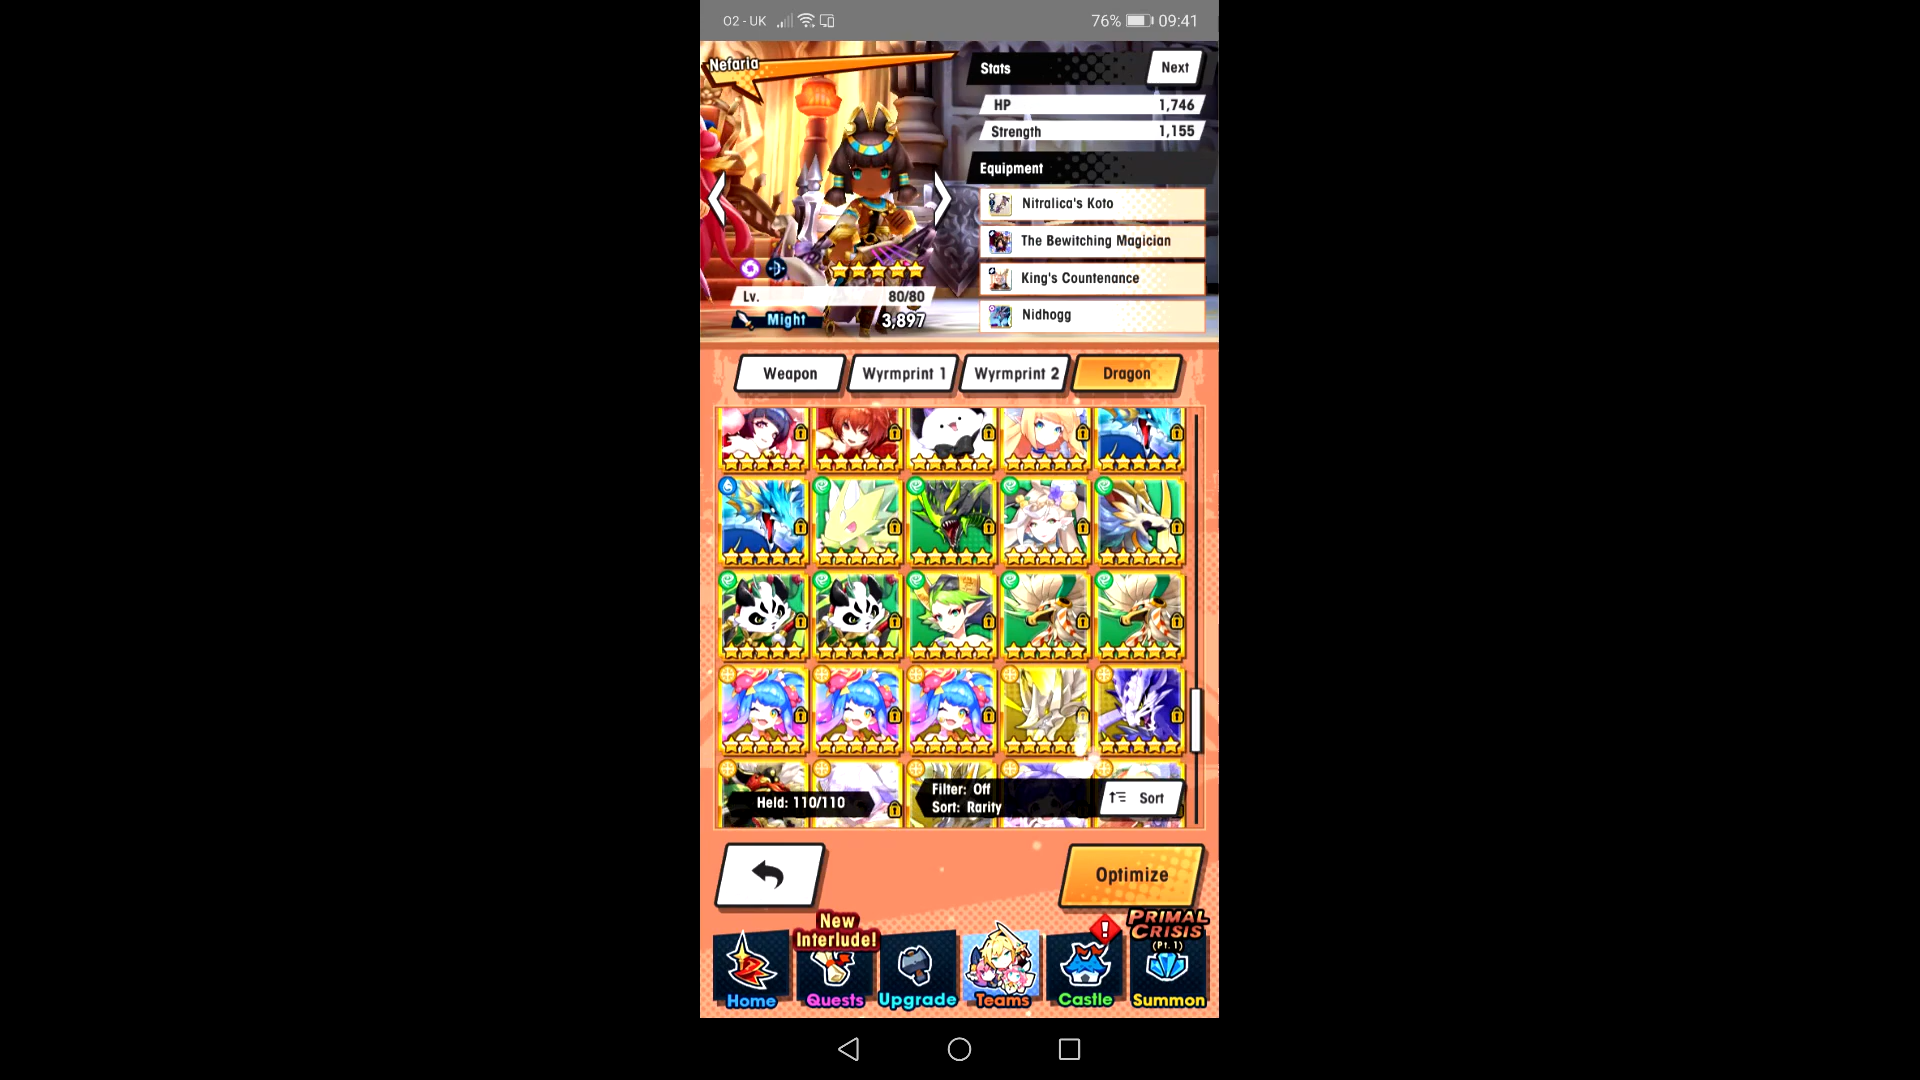 O2 - UK
76%
09:41
Nefaria
Stats
Next
HP
1,746
Strength
1,155
Equipment
Nitralica's Koto
The Bewitching Magician
King's Countenance
Nidhogg
Lv.
80/80
Might
3,897
Weapon
Wyrmprint 1
Wyrmprint 2
Dragon
Held: 110/110
Filter: Off
Sort: Rarity
Sort
Optimize
New
Interlude!
PRIMAL
CRISIS
(Pt. 1)
!
Home
Quests
Upgrade
Teams
Castle
Summon